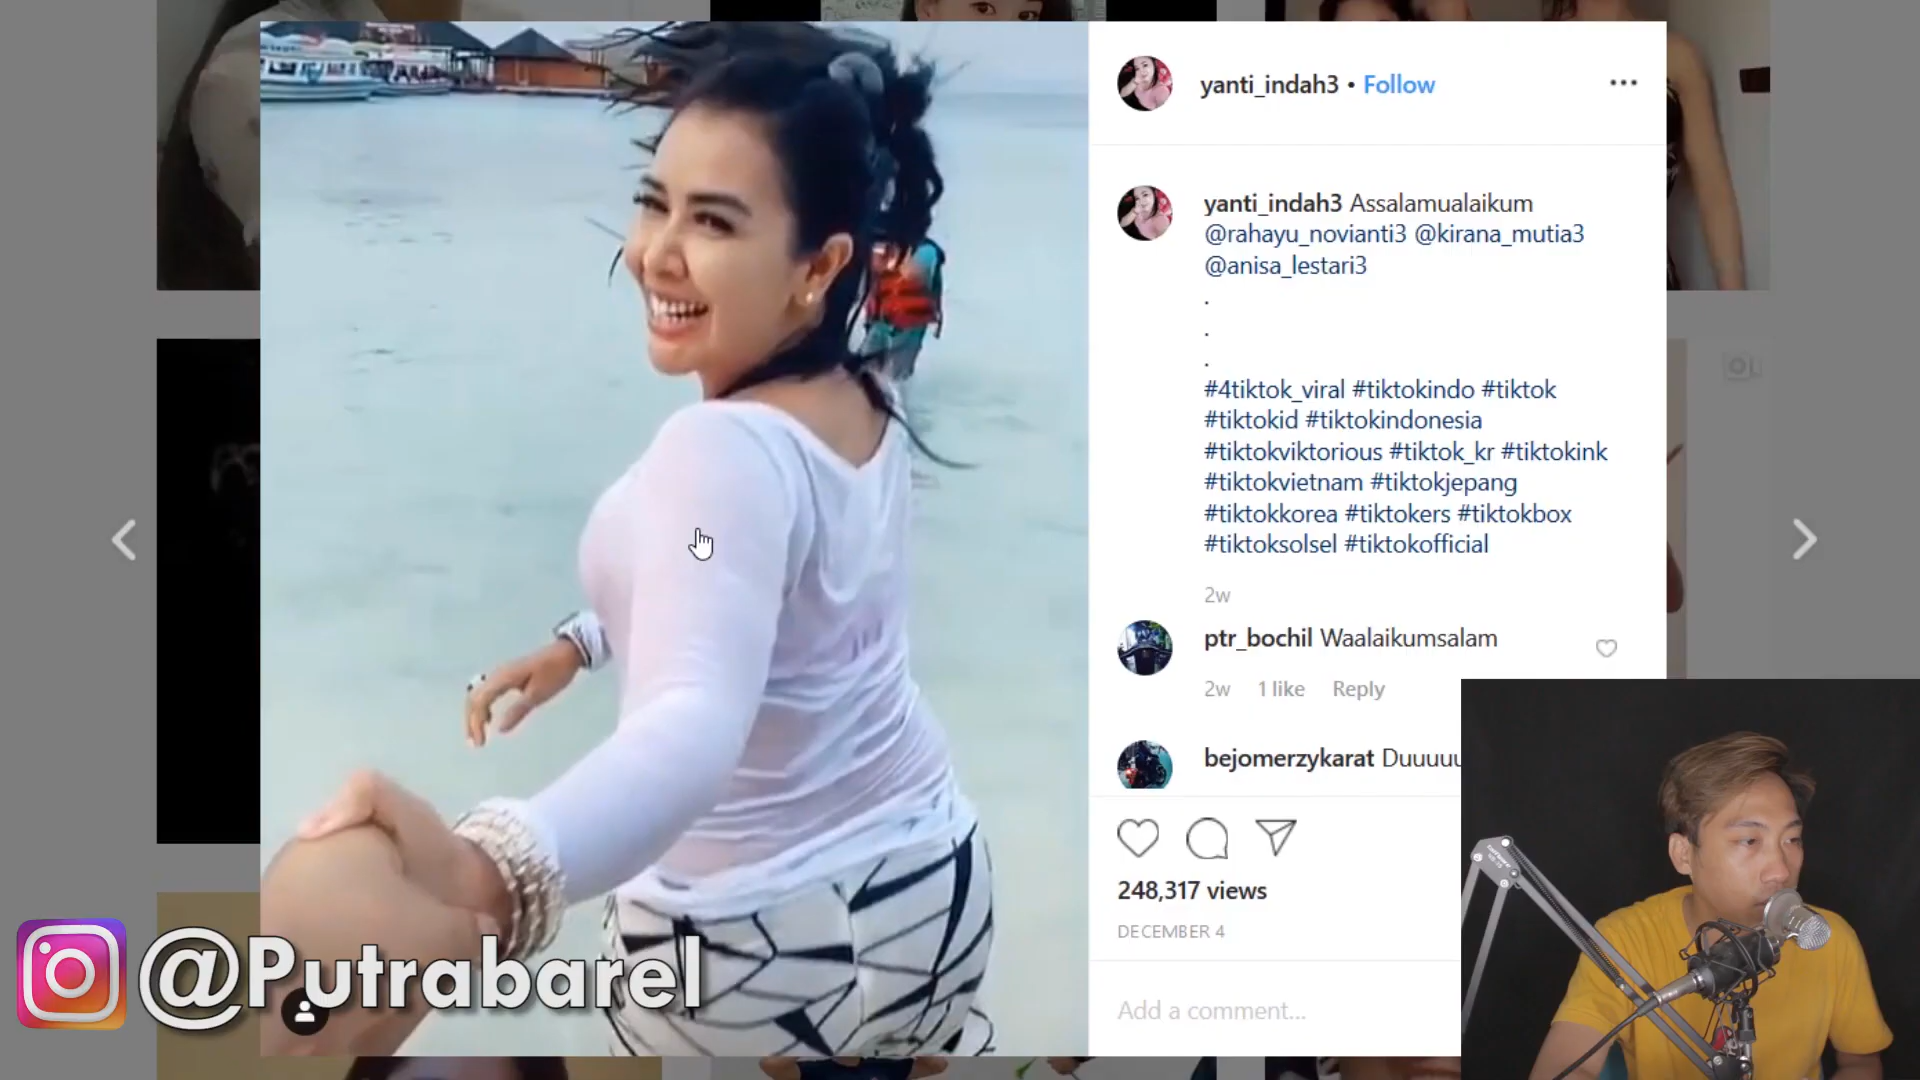 yanti_indah3 • Follow
yanti_indah3 Assalamualaikum
@rahayu_novianti3 @kirana_mutia3
@anisa_lestari3
.
.
.
#4tiktok_viral #tiktokindo #tiktok
#tiktokid #tiktokindonesia
#tiktokviktorious #tiktok_kr #tiktokink
#tiktokvietnam #tiktokjepang
#tiktokkorea #tiktokers #tiktokbox
#tiktoksolsel #tiktokofficial
2w
ptr_bochil Waalaikumsalam
2w 1 like Reply
bejomerzykarat Duuuu
248,317 views
DECEMBER 4
Add a comment...
@Putrabarel